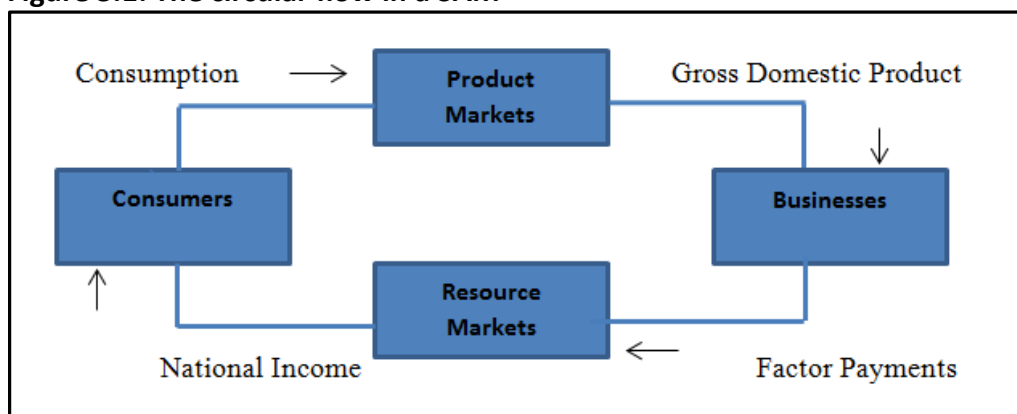 Consumption
Product
Markets
Gross Domestic Product
Consumers
Businesses
Resource
Markets
National Income
Factor Payments